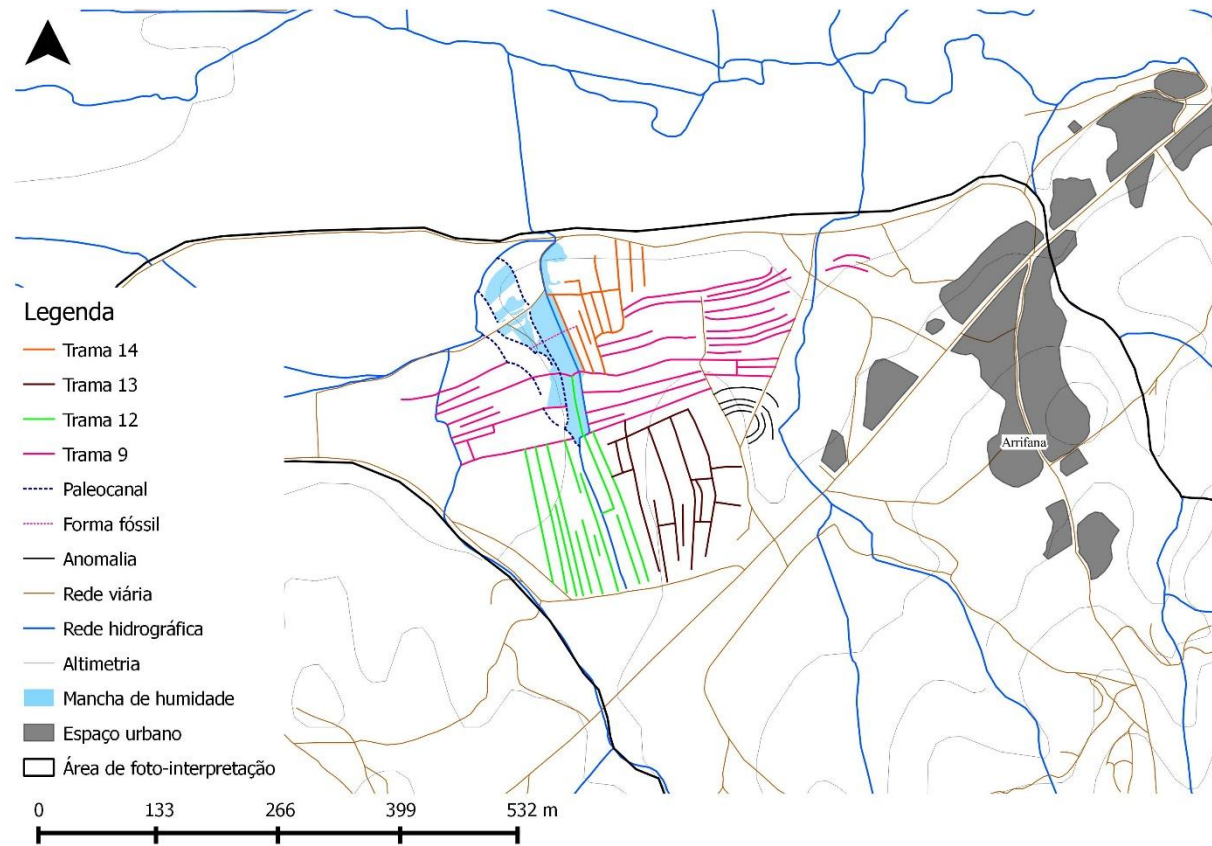 Arrifana
Legenda
Trama 14
Trama 13
Trama 12
Trama 9
Paleocanal
Forma fóssil
Anomalia
Rede viária
Rede hidrográfica
Altimetria
Mancha de humidade
Espaço urbano
Área de foto-interpretação
0 133 266 399 532 m